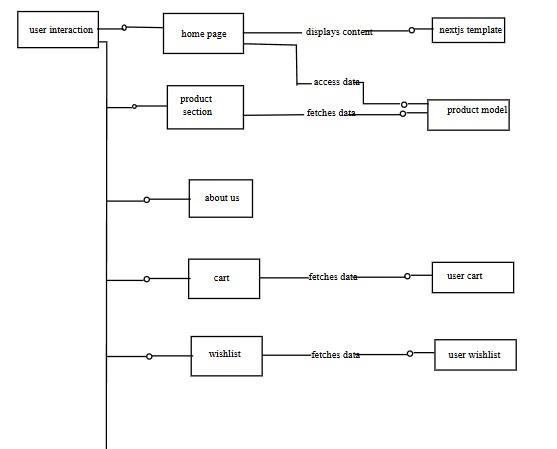 user interaction
home page
displays content
nextjs template
access data
product
section
fetches data
product model
about us
cart
fetches data
user cart
wishlist
fetches data
user wishlist